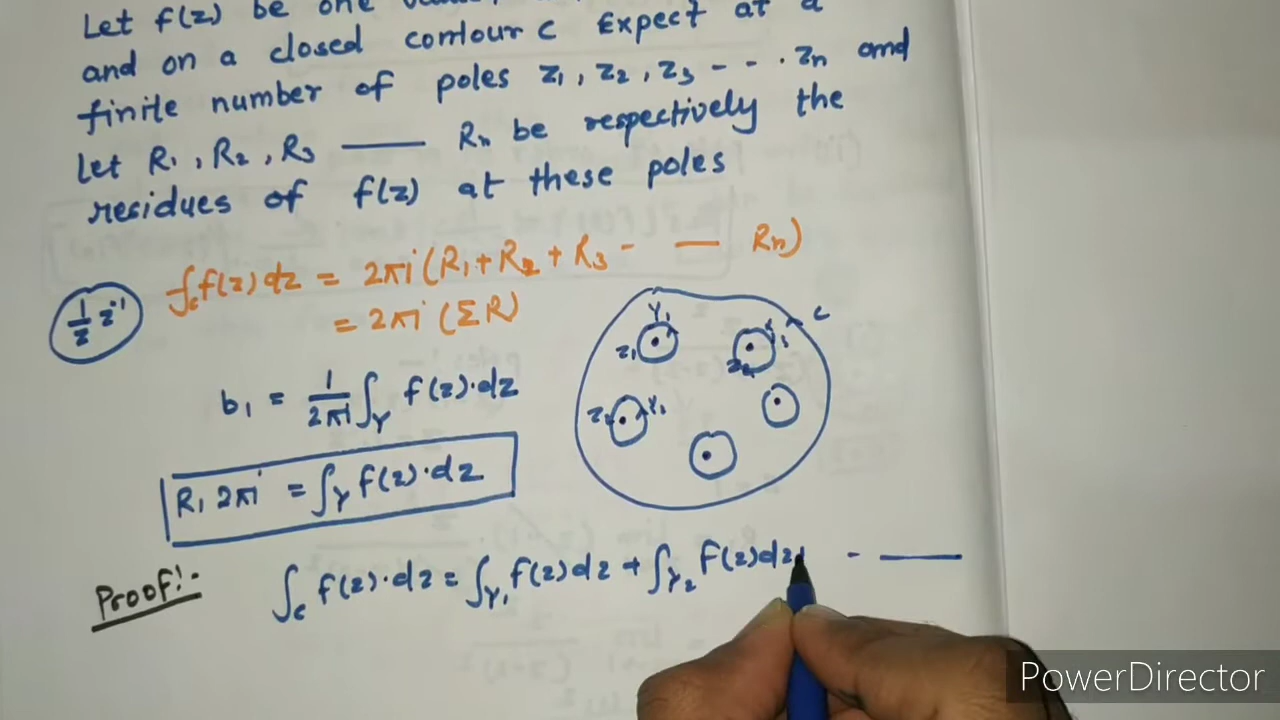 Let f(z) be one
and on a closed contour C Expect at a
finite number of poles z₁, z₂, z₃ - - - . zₙ and
Let R₁, R₂, R₃ —— Rₙ be respectively the
residues of f(z) at these poles
∫c f(z) dz = 2πi (R₁ + R₂ + R₃ - — Rₙ)
= 2πi (ΣR)
1/z z⁻¹
γ₁ C
z₁ z₂
z₂ γ₂
b₁ = 1/2πi ∫γ f(z)·dz
R₁ 2πi = ∫γ f(z)·dz
Proof:-
∫c f(z)·dz = ∫γ₁ f(z) dz + ∫γ₂ f(z) dz - ——
PowerDirector